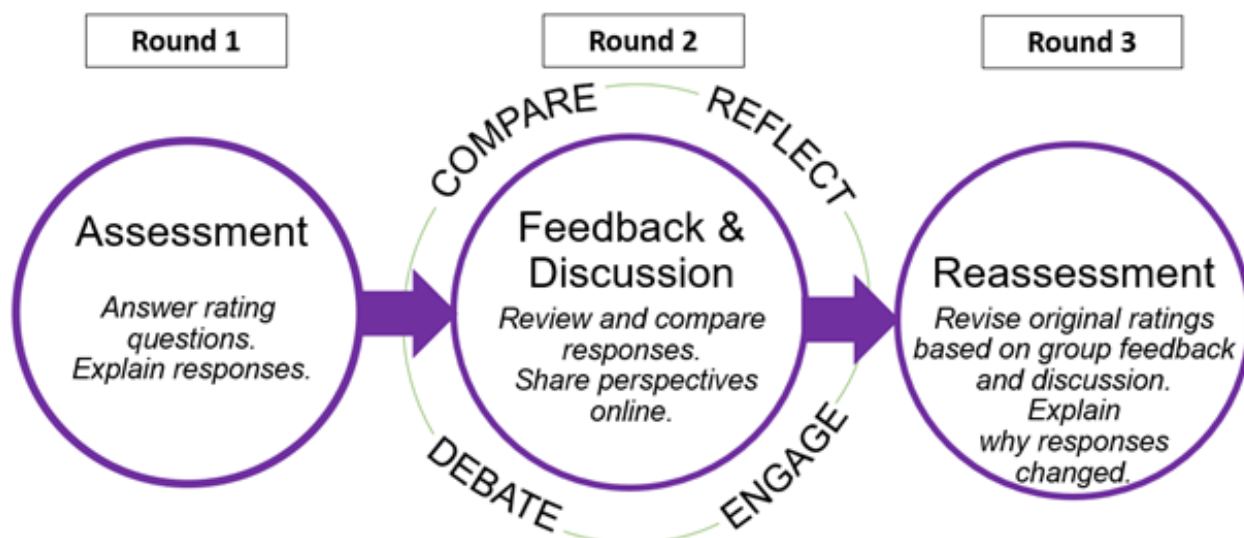 Round 1
Assessment
Answer rating
questions.
Explain responses.
Round 2
COMPARE
REFLECT
Feedback &
Discussion
Review and compare
responses.
Share perspectives
online.
DEBATE
ENGAGE
Round 3
Reassessment
Revise original ratings
based on group feedback
and discussion.
Explain
why responses
changed.